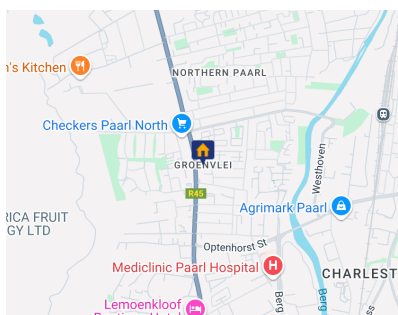 n's Kitchen
NORTHERN PAARL
Checkers Paarl North
GROENVLEI
Westhoven
R45
Agrimark Paarl
RICA FRUIT
GY LTD
Optenhorst St
Mediclinic Paarl Hospital
H
CHARLEST
Lemoenkloof
Berg
Berg